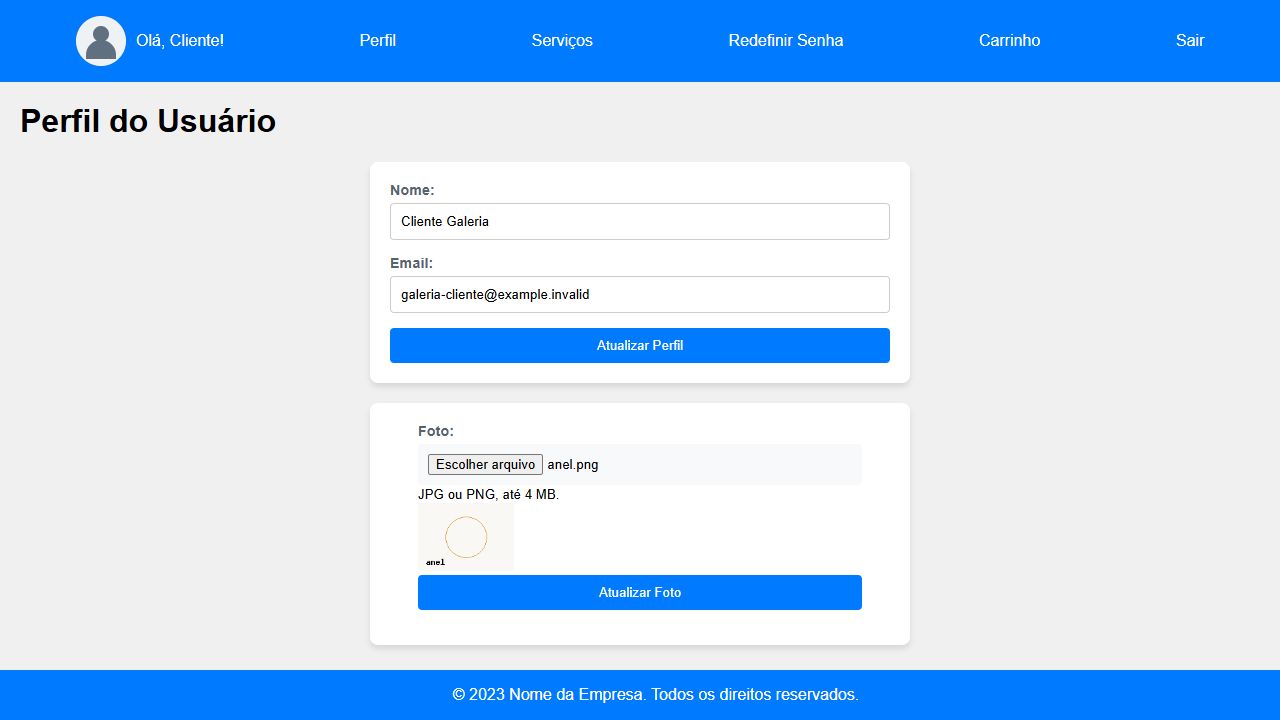 Olá, Cliente! Perfil Serviços Redefinir Senha Carrinho Sair
Perfil do Usuário
Nome:
Cliente Galeria
Email:
galeria-cliente@example.invalid
Atualizar Perfil
Foto:
Escolher arquivo anel.png
JPG ou PNG, até 4 MB.
anel
Atualizar Foto
© 2023 Nome da Empresa. Todos os direitos reservados.